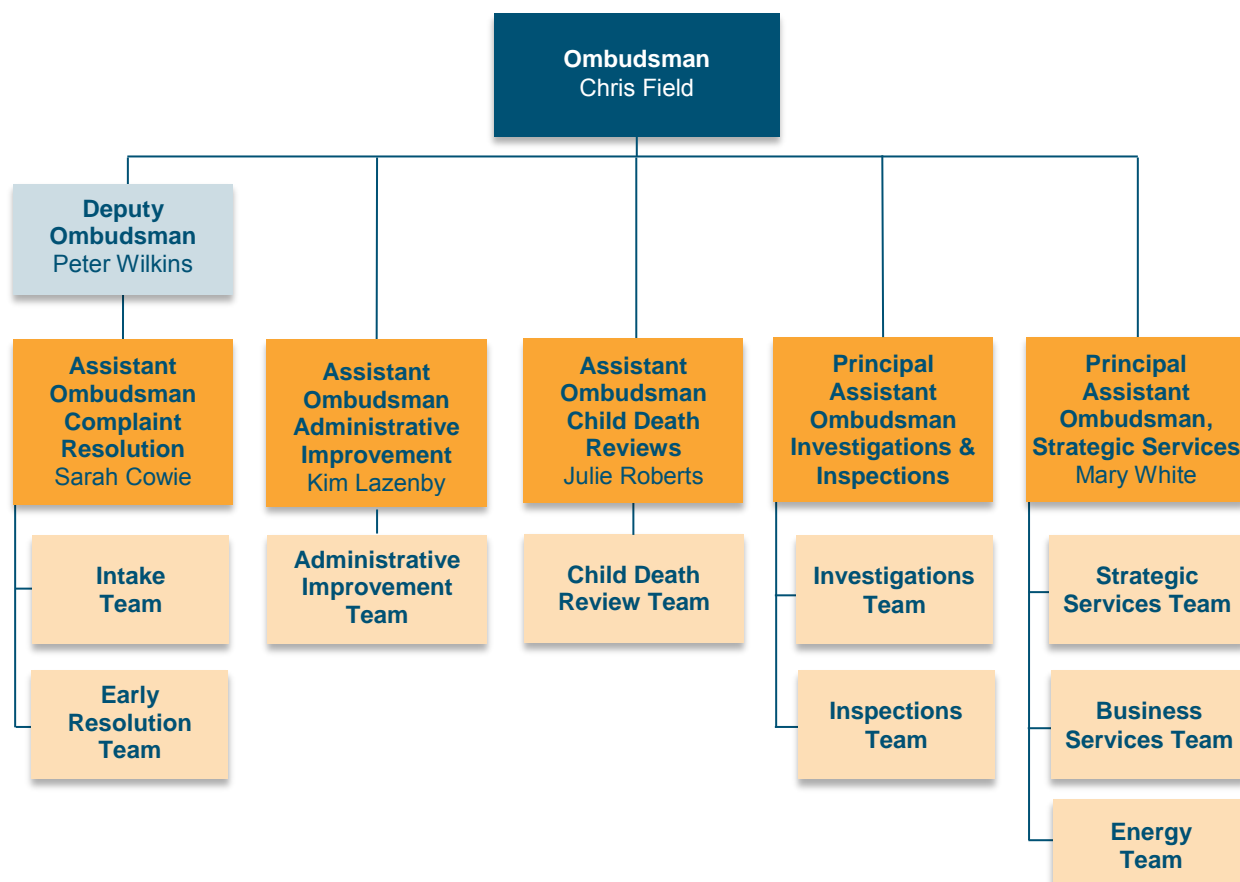 Ombudsman
Chris Field
Deputy
Ombudsman
Peter Wilkins
Assistant
Ombudsman
Complaint
Resolution
Sarah Cowie
Assistant
Ombudsman
Administrative
Improvement
Kim Lazenby
Assistant
Ombudsman
Child Death
Reviews
Julie Roberts
Principal
Assistant
Ombudsman
Investigations &
Inspections
Principal
Assistant
Ombudsman,
Strategic Services
Mary White
Intake
Team
Early
Resolution
Team
Administrative
Improvement
Team
Child Death
Review Team
Investigations
Team
Inspections
Team
Strategic
Services Team
Business
Services Team
Energy
Team